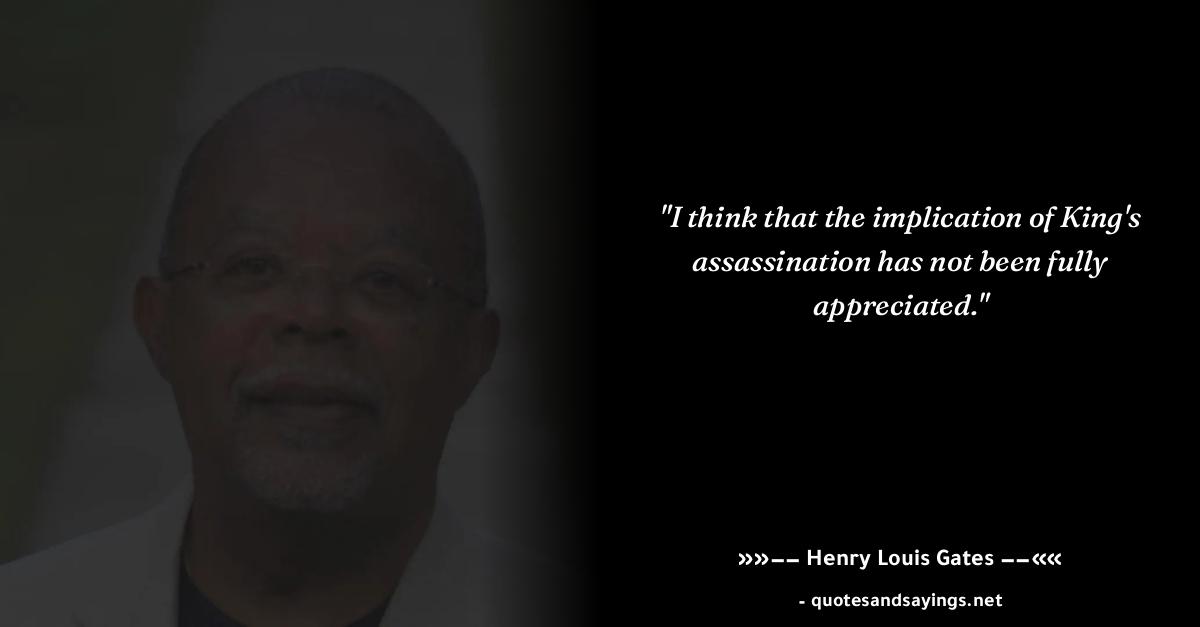 "I think that the implication of King's
assassination has not been fully
appreciated."
»»–– Henry Louis Gates ––««
- quotesandsayings.net